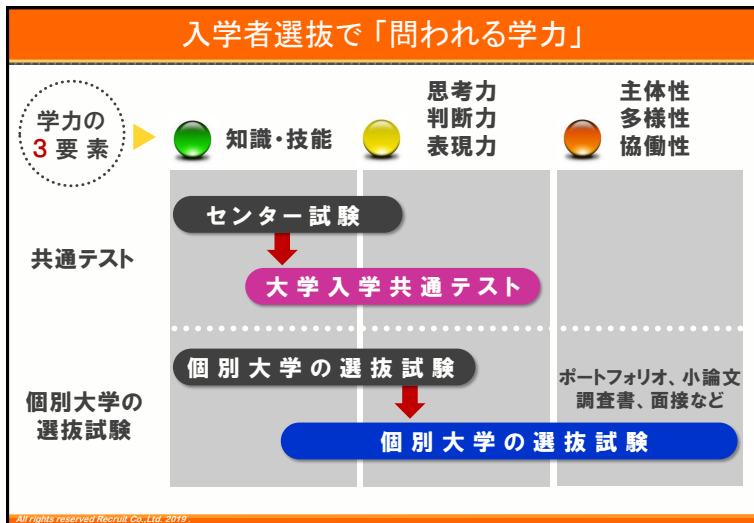 入学者選抜で「問われる学力」
学力の
3要素
知識・技能
思考力
判断力
表現力
主体性
多様性
協働性
共通テスト
センター試験
大学入学共通テスト
個別大学の
選抜試験
個別大学の選抜試験
ポートフォリオ、小論文
調査書、面接など
個別大学の選抜試験
All rights reserved Recruit Co.,Ltd. 2019 .